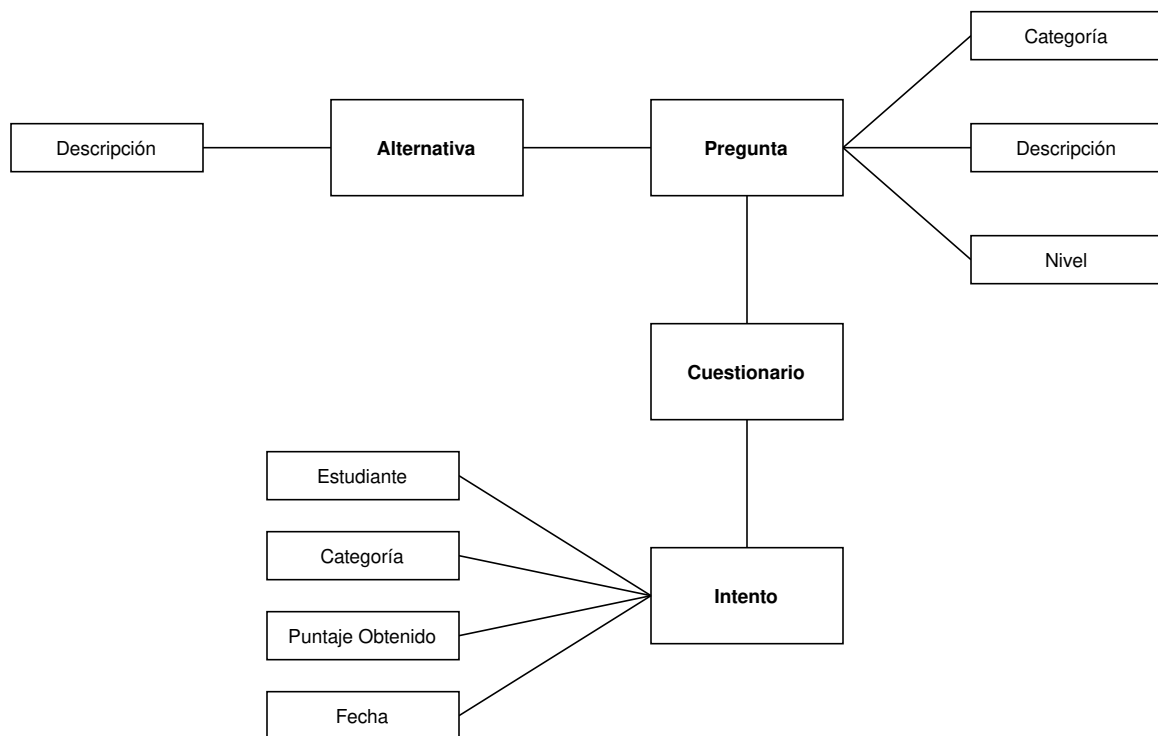 Categoría
Descripción
Alternativa
Pregunta
Descripción
Nivel
Cuestionario
Estudiante
Categoría
Intento
Puntaje Obtenido
Fecha